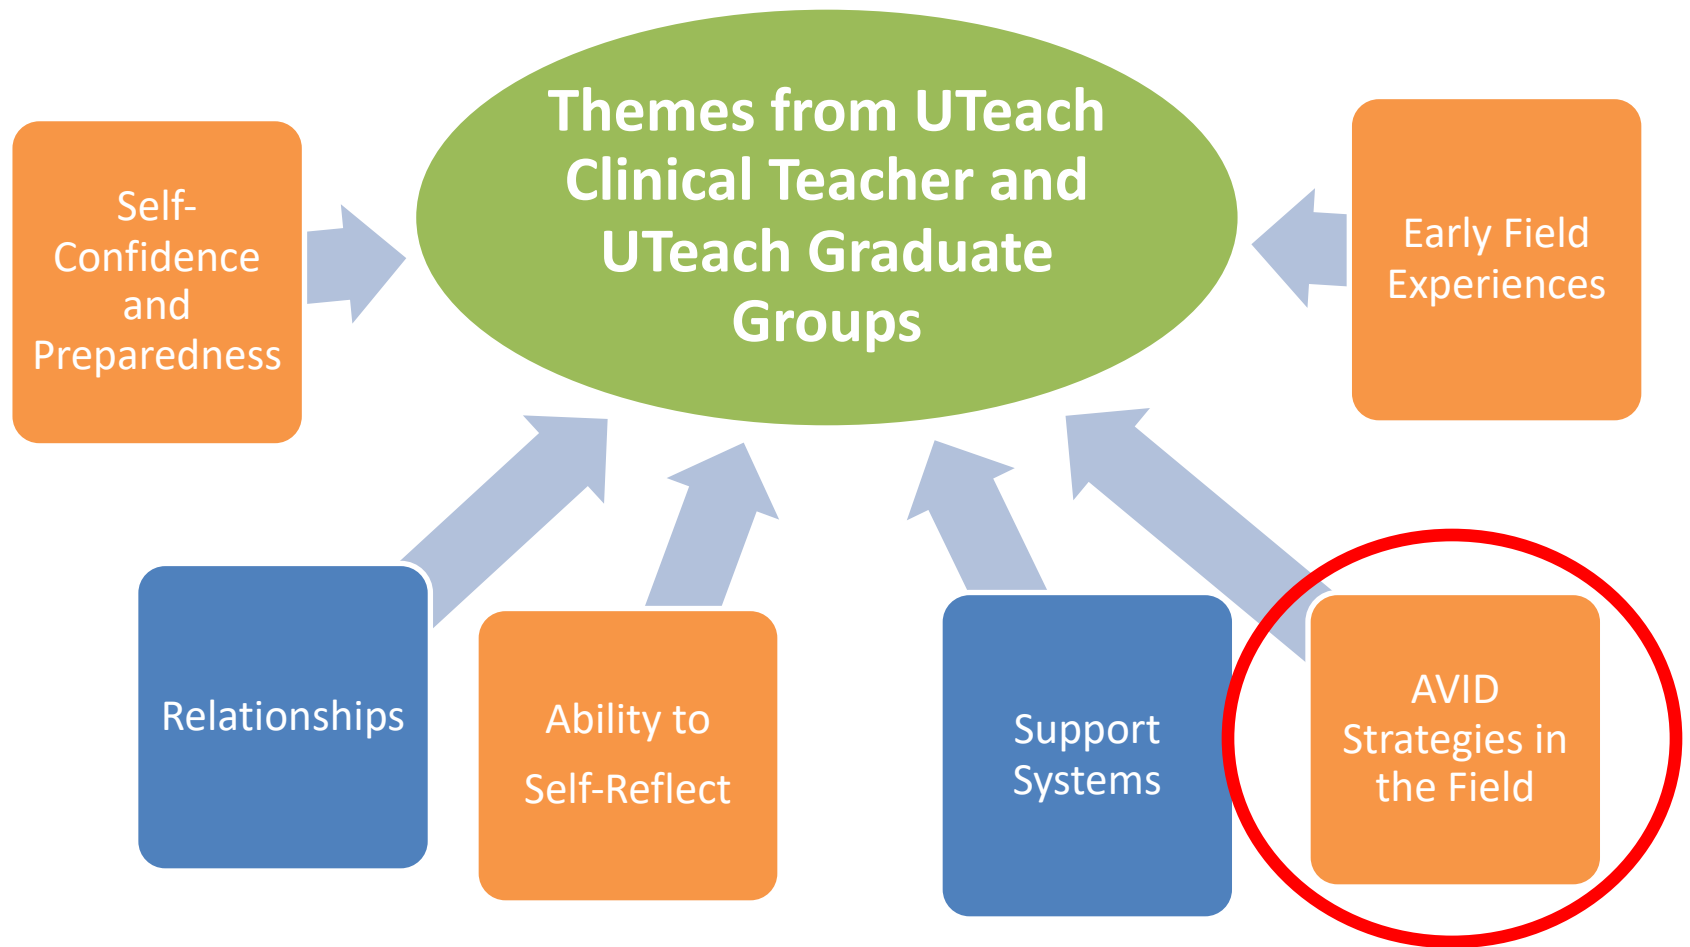 Themes from UTeach
Clinical Teacher and
UTeach Graduate
Groups
Self-
Confidence
and
Preparedness
Early Field
Experiences
Relationships
Ability to
Self-Reflect
Support
Systems
AVID
Strategies in
the Field